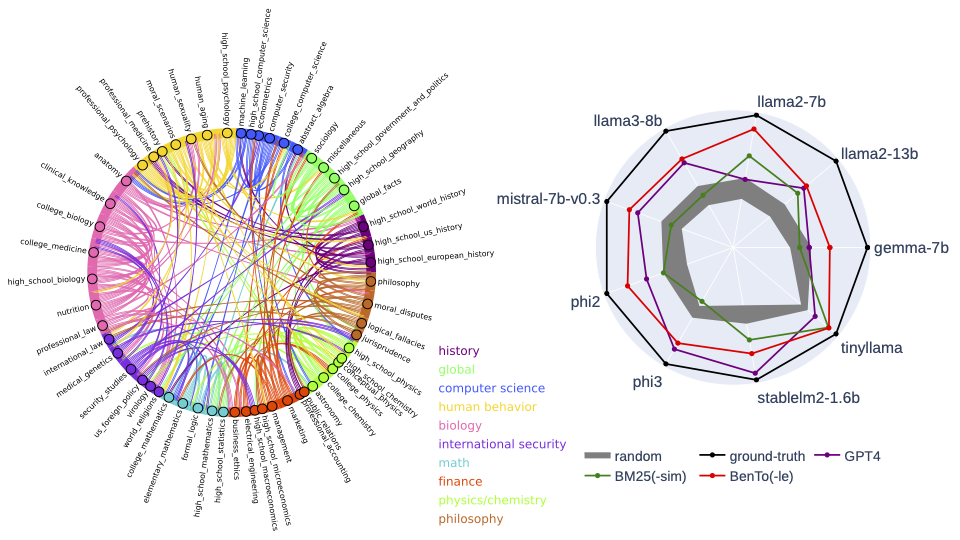 high_school_psychology
machine_learning
high_school_computer_science
econometrics
computer_security
college_computer_science
abstract_algebra
sociology
miscellaneous
high_school_government_and_politics
high_school_geography
global_facts
high_school_world_history
high_school_us_history
high_school_european_history
philosophy
moral_disputes
logical_fallacies
jurisprudence
high_school_physics
high_school_chemistry
conceptual_physics
college_physics
college_chemistry
astronomy
public_relations
professional_accounting
marketing
management
high_school_microeconomics
high_school_macroeconomics
electrical_engineering
business_ethics
high_school_statistics
high_school_mathematics
formal_logic
elementary_mathematics
college_mathematics
world_religions
virology
us_foreign_policy
security_studies
medical_genetics
international_law
professional_law
nutrition
high_school_biology
college_medicine
college_biology
clinical_knowledge
anatomy
professional_psychology
professional_medicine
prehistory
moral_scenarios
human_sexuality
human_aging
history
global
computer science
human behavior
biology
international security
math
finance
physics/chemistry
philosophy
llama2-7b
llama3-8b
llama2-13b
mistral-7b-v0.3
gemma-7b
phi2
tinyllama
phi3
stablelm2-1.6b
random
ground-truth
GPT4
BM25(-sim)
BenTo(-le)